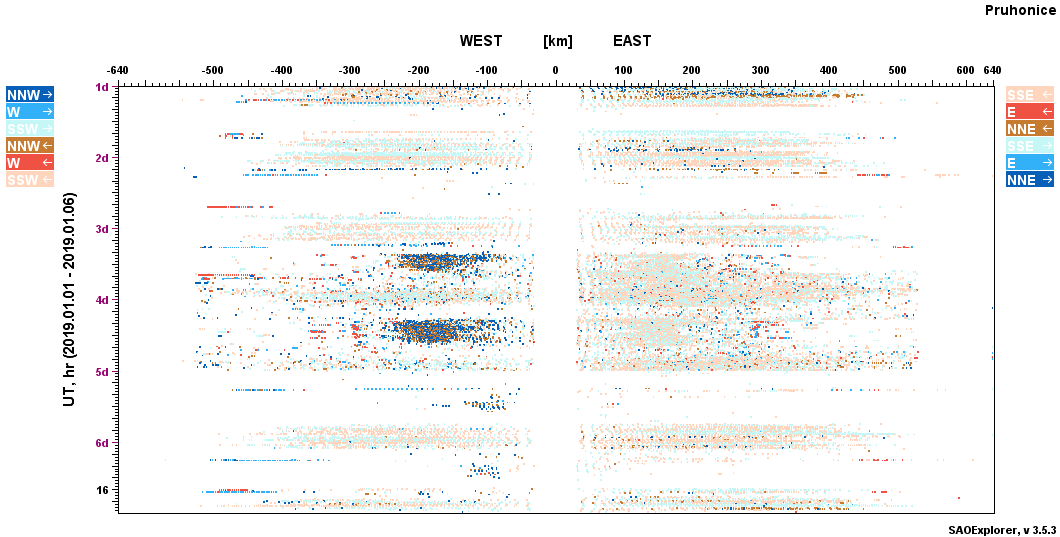 Pruhonice
WEST [km] EAST
-640 -500 -400 -300 -200 -100 0 100 200 300 400 500 600 640
NNW →
W →
SSW →
NNW ←
W ←
SSW ←
SSE ←
E ←
NNE ←
SSE →
E →
NNE →
UT, hr (2019.01.01 - 2019.01.06)
1d
2d
3d
4d
5d
6d
16
SAOExplorer, v 3.5.3